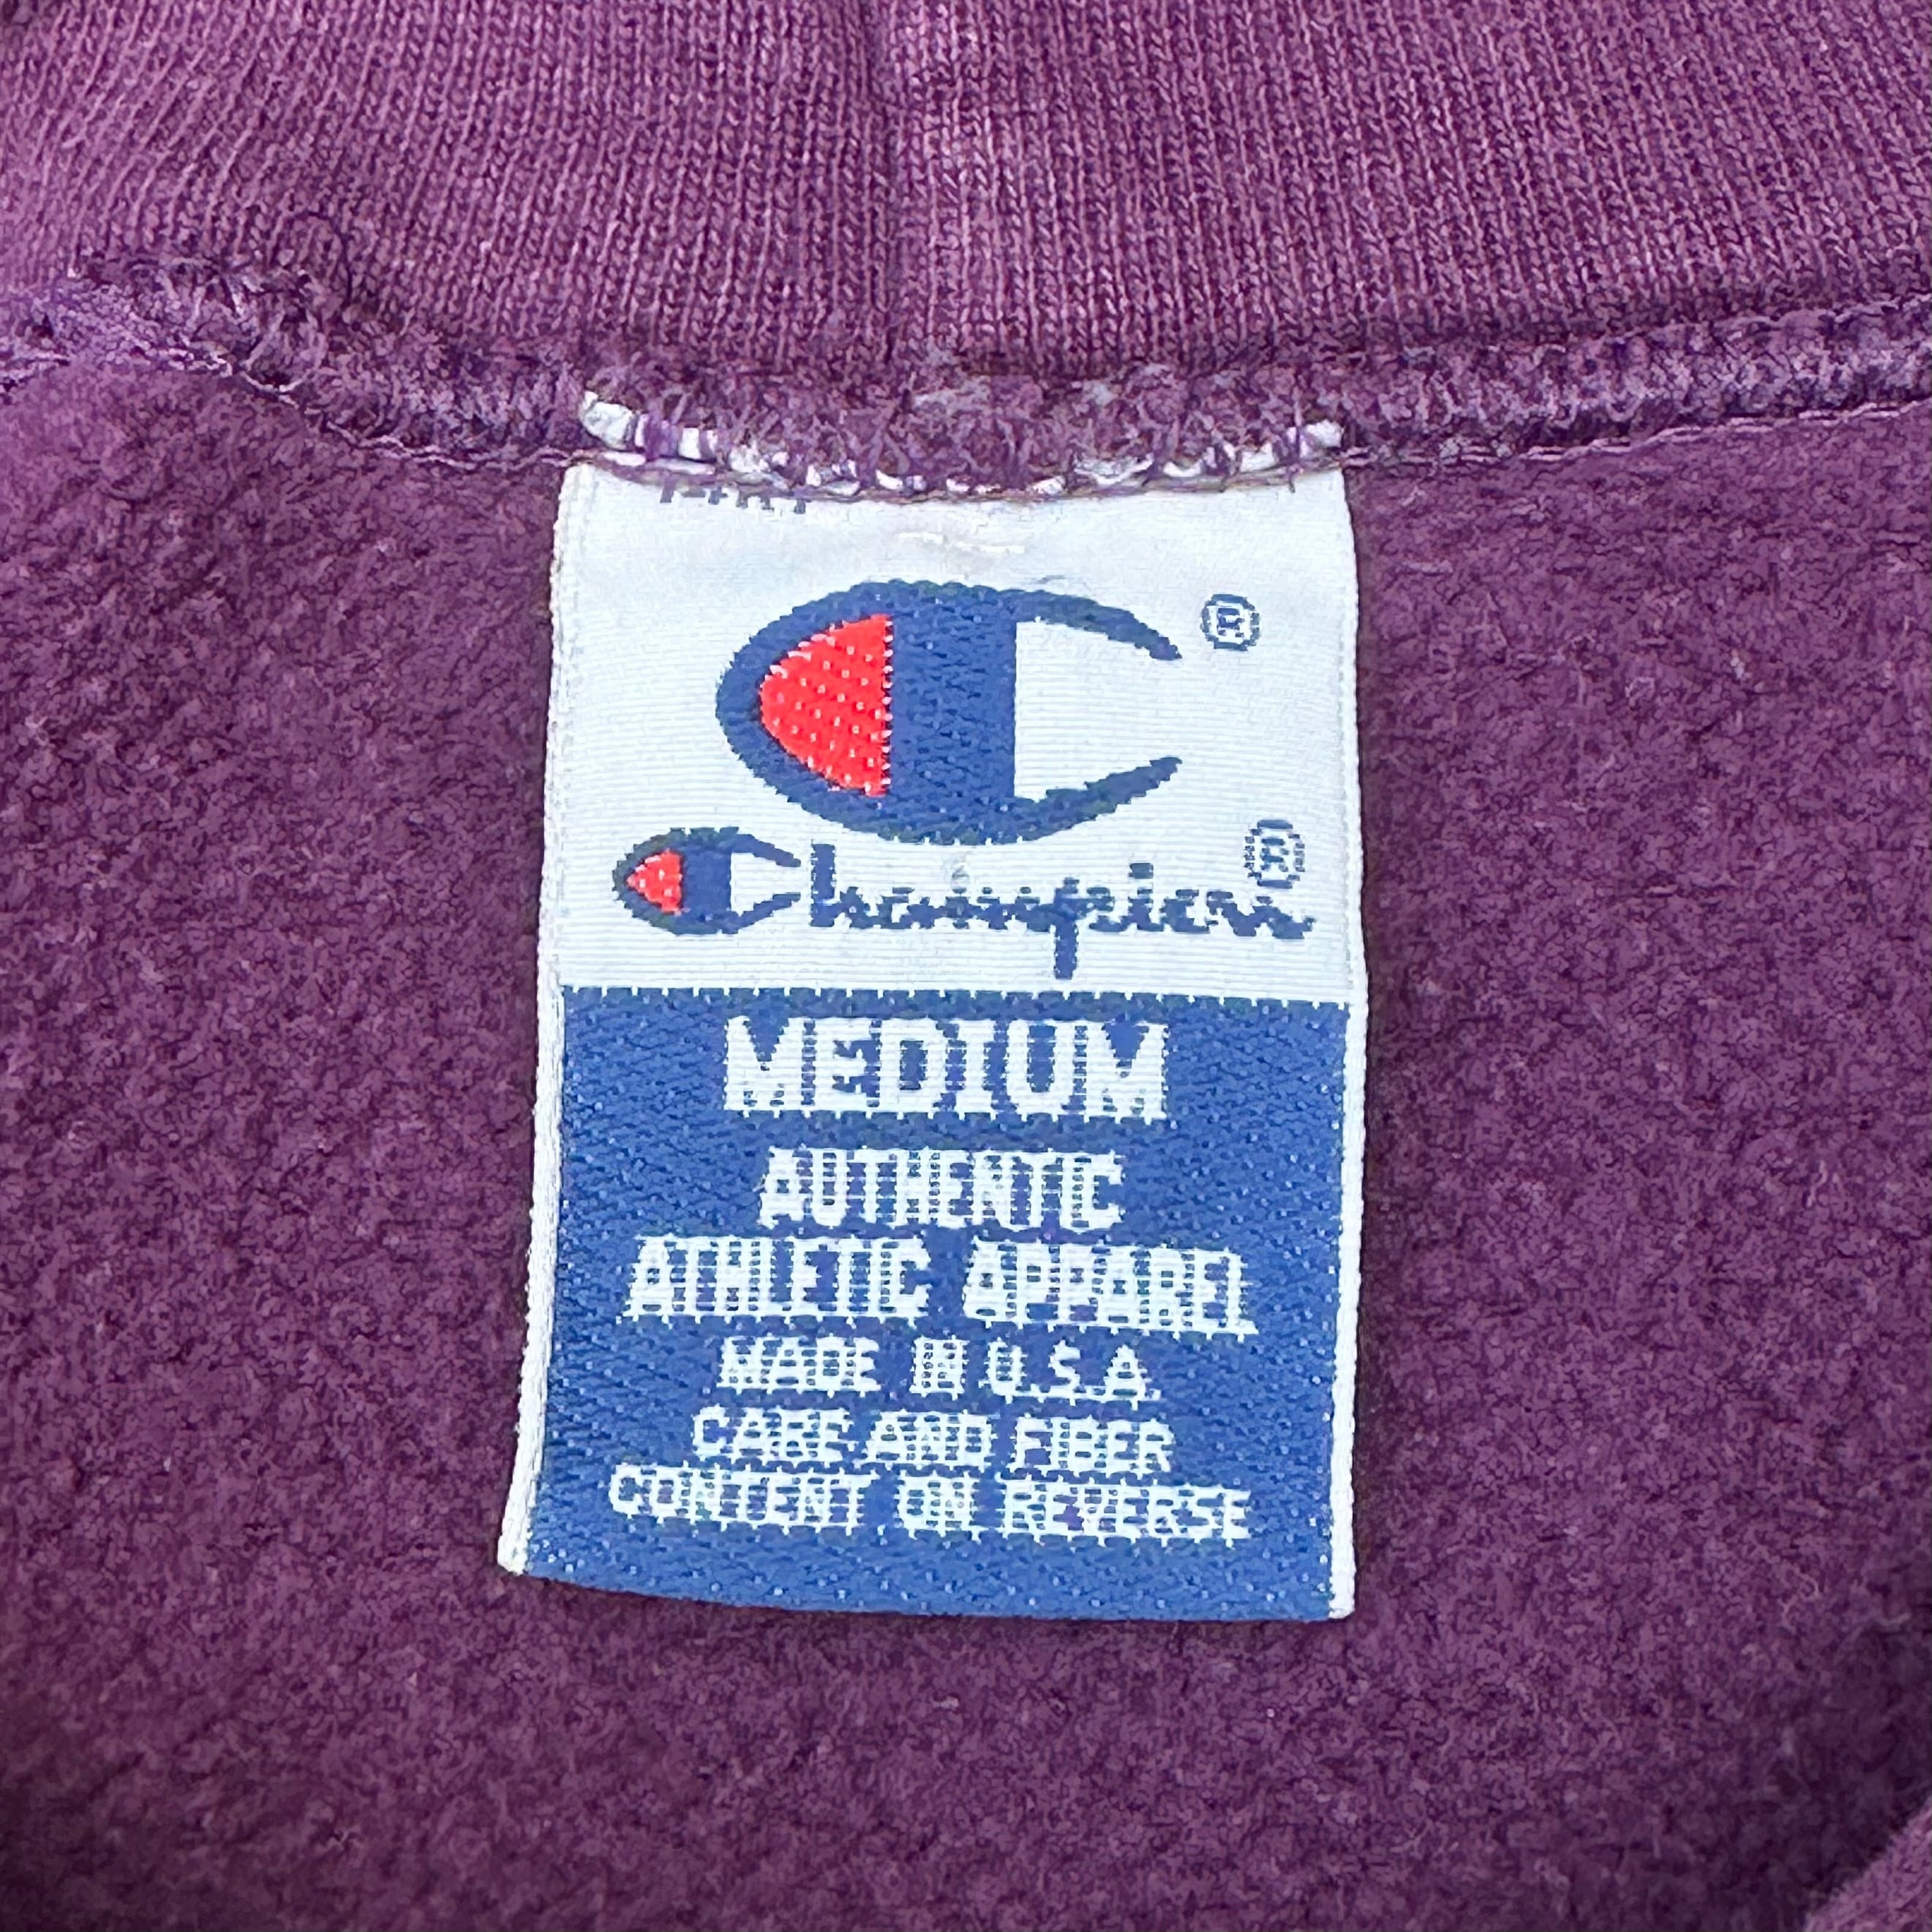 ®
Champion®
MEDIUM
AUTHENTIC
ATHLETIC APPAREL
MADE IN U.S.A.
CARE AND FIBER
CONTENT ON REVERSE